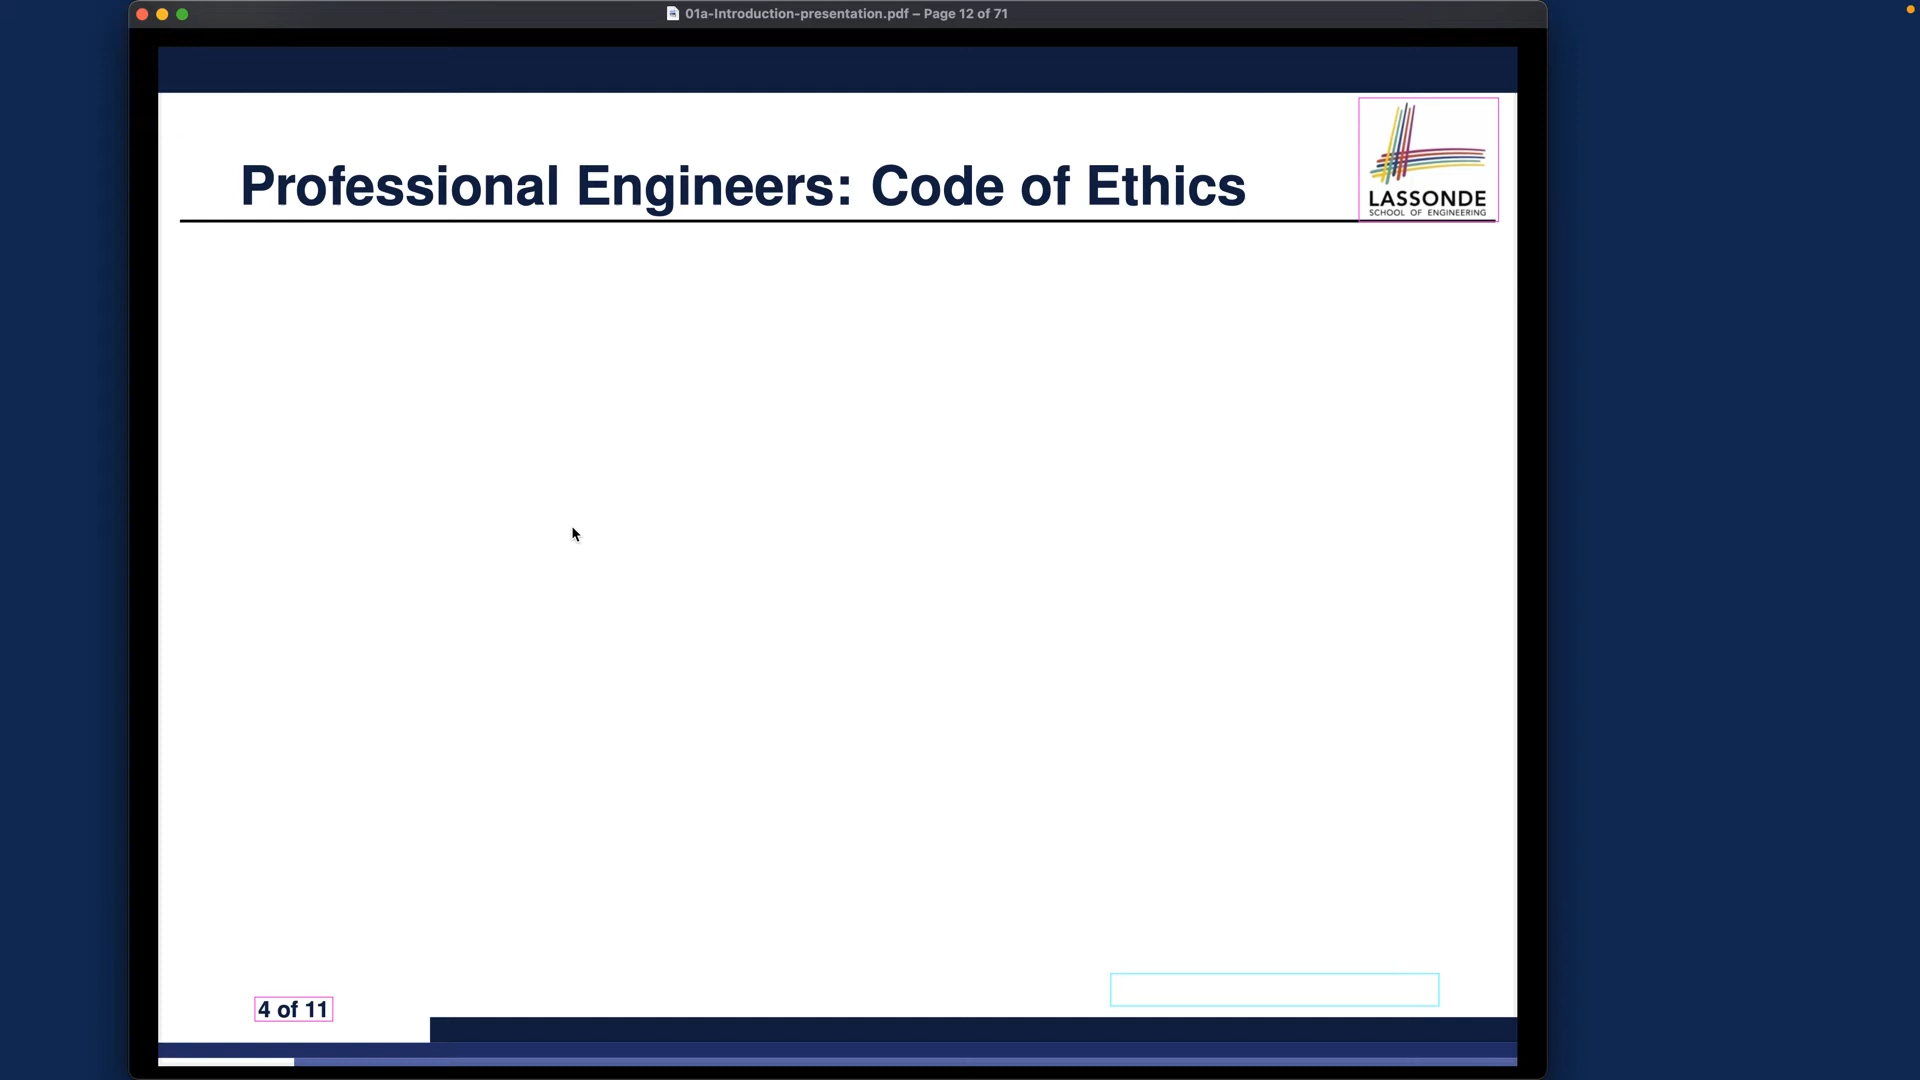 01a-Introduction-presentation.pdf – Page 12 of 71
Professional Engineers: Code of Ethics
LASSONDE
SCHOOL OF ENGINEERING
4 of 11